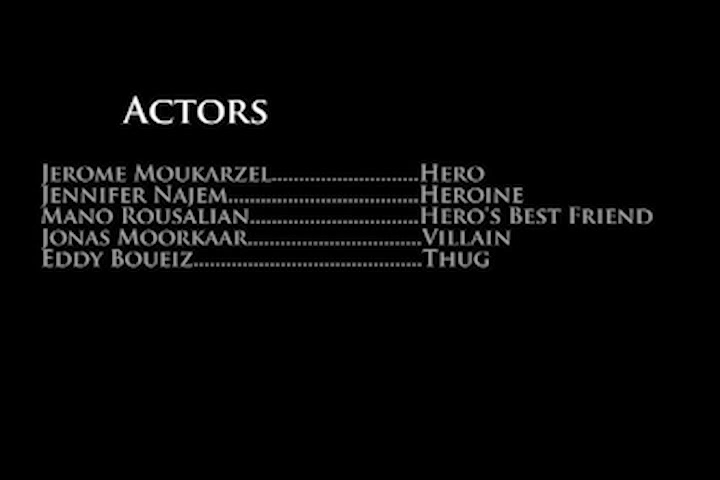 ACTORS
JEROME MOUKARZEL...........................HERO
JENNIFER NAJEM...................................HEROINE
MANO ROUSALIAN...............................HERO'S BEST FRIEND
JONAS MOORKAAR................................VILLAIN
EDDY BOUEIZ..........................................THUG